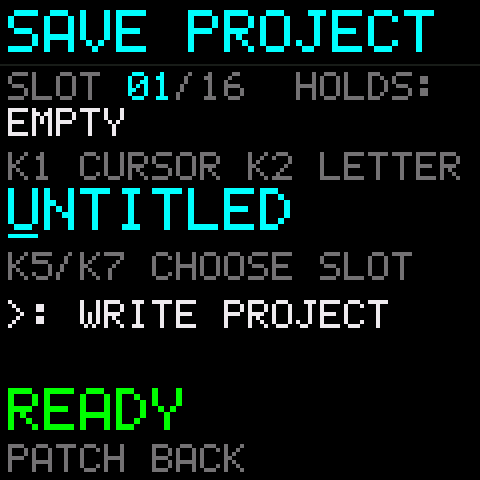 SAVE PROJECT
SLOT 01/16 HOLDS:
EMPTY
K1 CURSOR K2 LETTER
UNTITLED
K5/K7 CHOOSE SLOT
>: WRITE PROJECT
READY
PATCH BACK